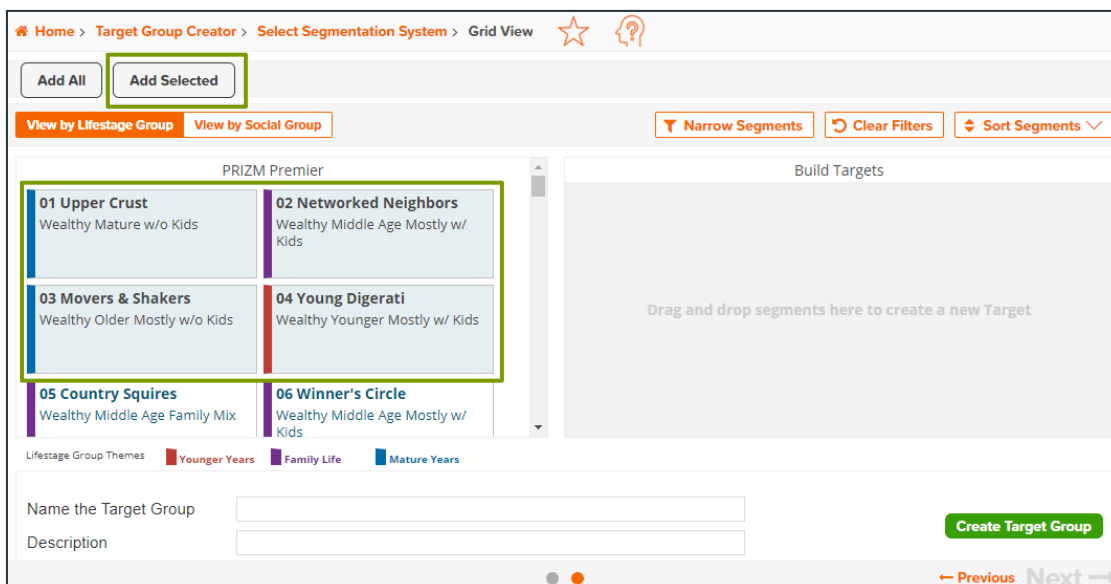 Home > Target Group Creator > Select Segmentation System > Grid View
Add All Add Selected
View by Lifestage Group View by Social Group Narrow Segments Clear Filters Sort Segments
PRIZM Premier
01 Upper Crust
Wealthy Mature w/o Kids
02 Networked Neighbors
Wealthy Middle Age Mostly w/
Kids
03 Movers & Shakers
Wealthy Older Mostly w/o Kids
04 Young Digerati
Wealthy Younger Mostly w/ Kids
05 Country Squires
Wealthy Middle Age Family Mix
06 Winner's Circle
Wealthy Middle Age Mostly w/
Kids
Build Targets
Drag and drop segments here to create a new Target
Lifestage Group Themes Younger Years Family Life Mature Years
Name the Target Group
Description
Create Target Group
Previous Next